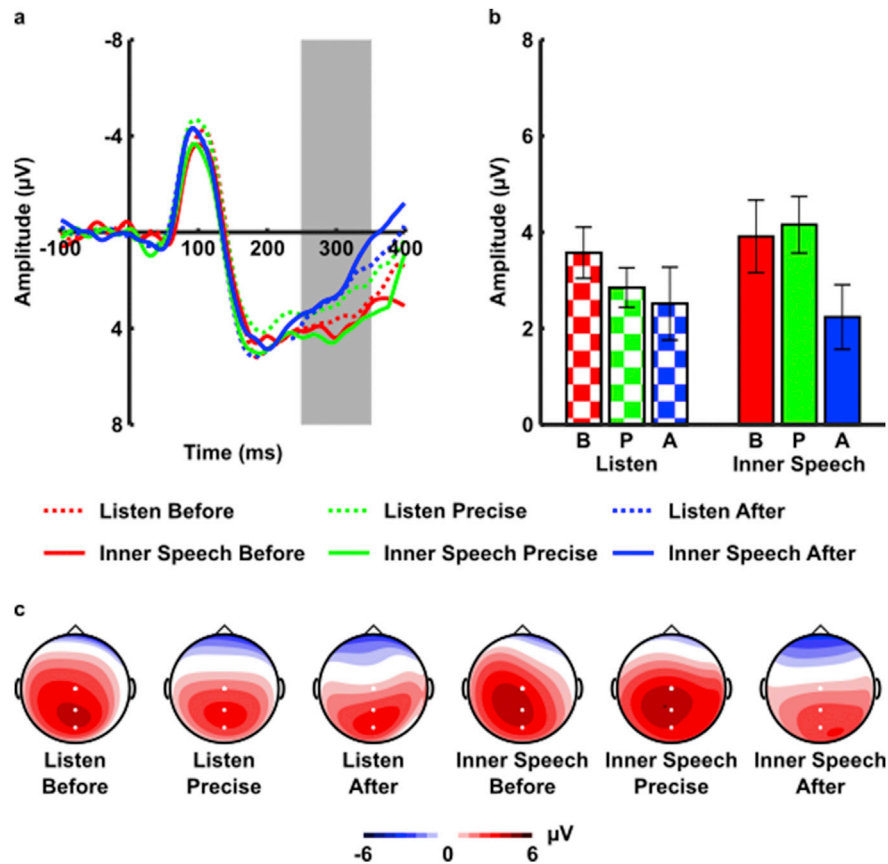 a
b
-8
-4
4
8
Amplitude (µV)
-100
100
200
300
400
Time (ms)
8
6
4
2
0
Amplitude (µV)
B P A B P A
Listen Inner Speech
Listen Before Listen Precise Listen After
Inner Speech Before Inner Speech Precise Inner Speech After
c
Listen Listen Listen Inner Speech Inner Speech Inner Speech
Before Precise After Before Precise After
µV
-6 0 6